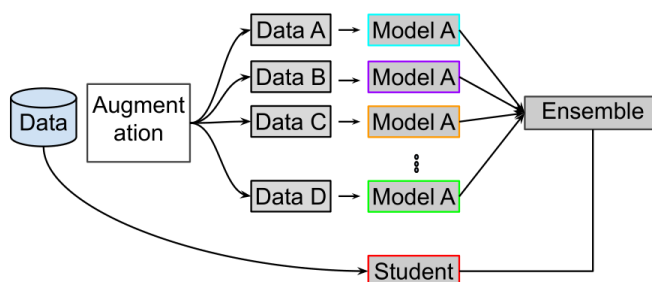 Data A
Model A
Data B
Model A
Data
Augment
ation
Data C
Model A
Ensemble
Data D
Model A
Student